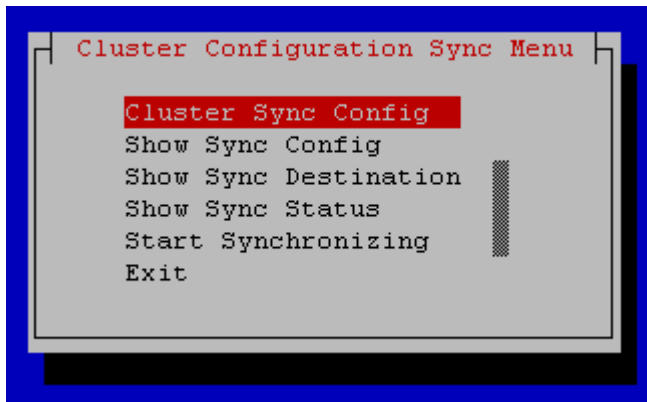 Cluster Configuration Sync Menu
Cluster Sync Config
Show Sync Config
Show Sync Destination
Show Sync Status
Start Synchronizing
Exit